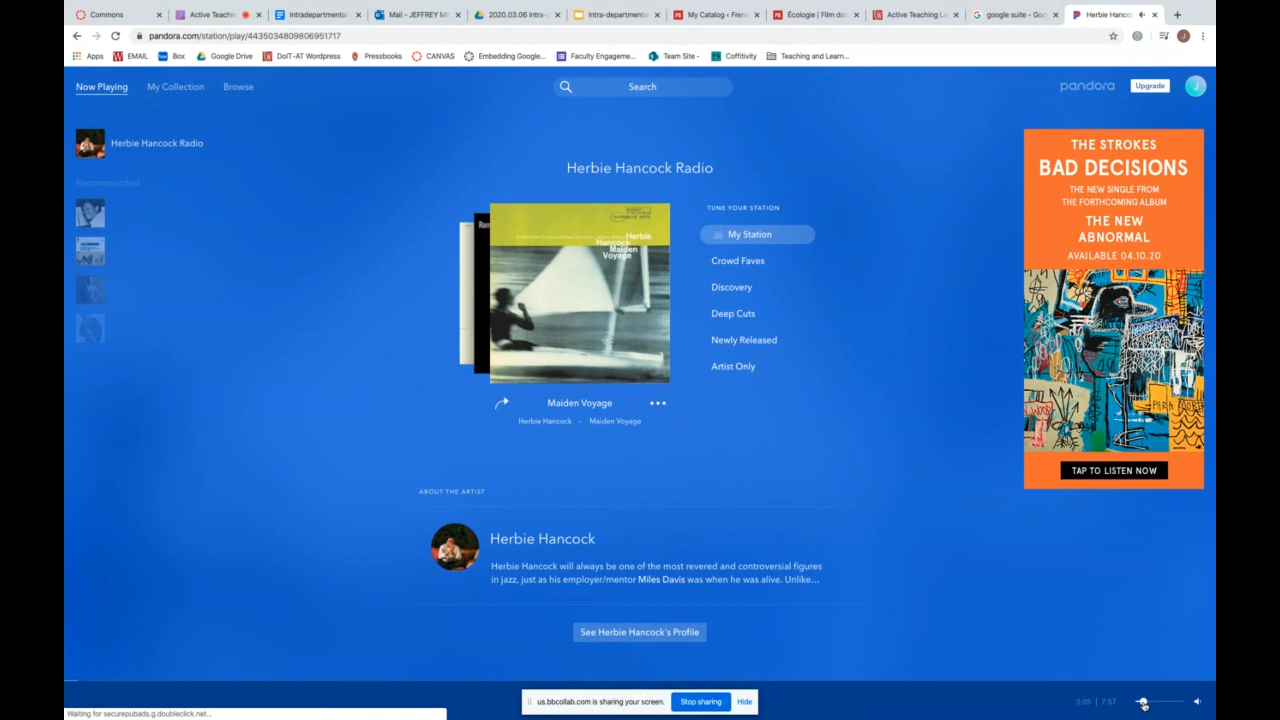 Commons
Active Teachin
Intradepartmental
Mail - JEFFREY M
2020.03.06 Intra-
Intra-departmenta
My Catalog ‹ Fren
Écologie | Film doc
Active Teaching La
google suite - Goo
Herbie Hanco
pandora.com/station/play/4435034809806951717
Apps
EMAIL
Box
Google Drive
DoIT-AT Wordpress
Pressbooks
CANVAS
Embedding Google...
Faculty Engageme...
Team Site -
Coffitivity
Teaching and Learn...
Now Playing
My Collection
Browse
Search
pandora
Upgrade
J
Herbie Hancock Radio
Recommended
Herbie Hancock Radio
Herbie
Hancock
Maiden
Voyage
TUNE YOUR STATION
My Station
Crowd Faves
Discovery
Deep Cuts
Newly Released
Artist Only
Maiden Voyage
Herbie Hancock - Maiden Voyage
THE STROKES
BAD DECISIONS
THE NEW SINGLE FROM
THE FORTHCOMING ALBUM
THE NEW
ABNORMAL
AVAILABLE 04.10.20
TAP TO LISTEN NOW
ABOUT THE ARTIST
Herbie Hancock
Herbie Hancock will always be one of the most revered and controversial figures
in jazz, just as his employer/mentor Miles Davis was when he was alive. Unlike...
See Herbie Hancock's Profile
us.bbcollab.com is sharing your screen.
Stop sharing
Hide
0:05 | 7:57
Waiting for securepubads.g.doubleclick.net...